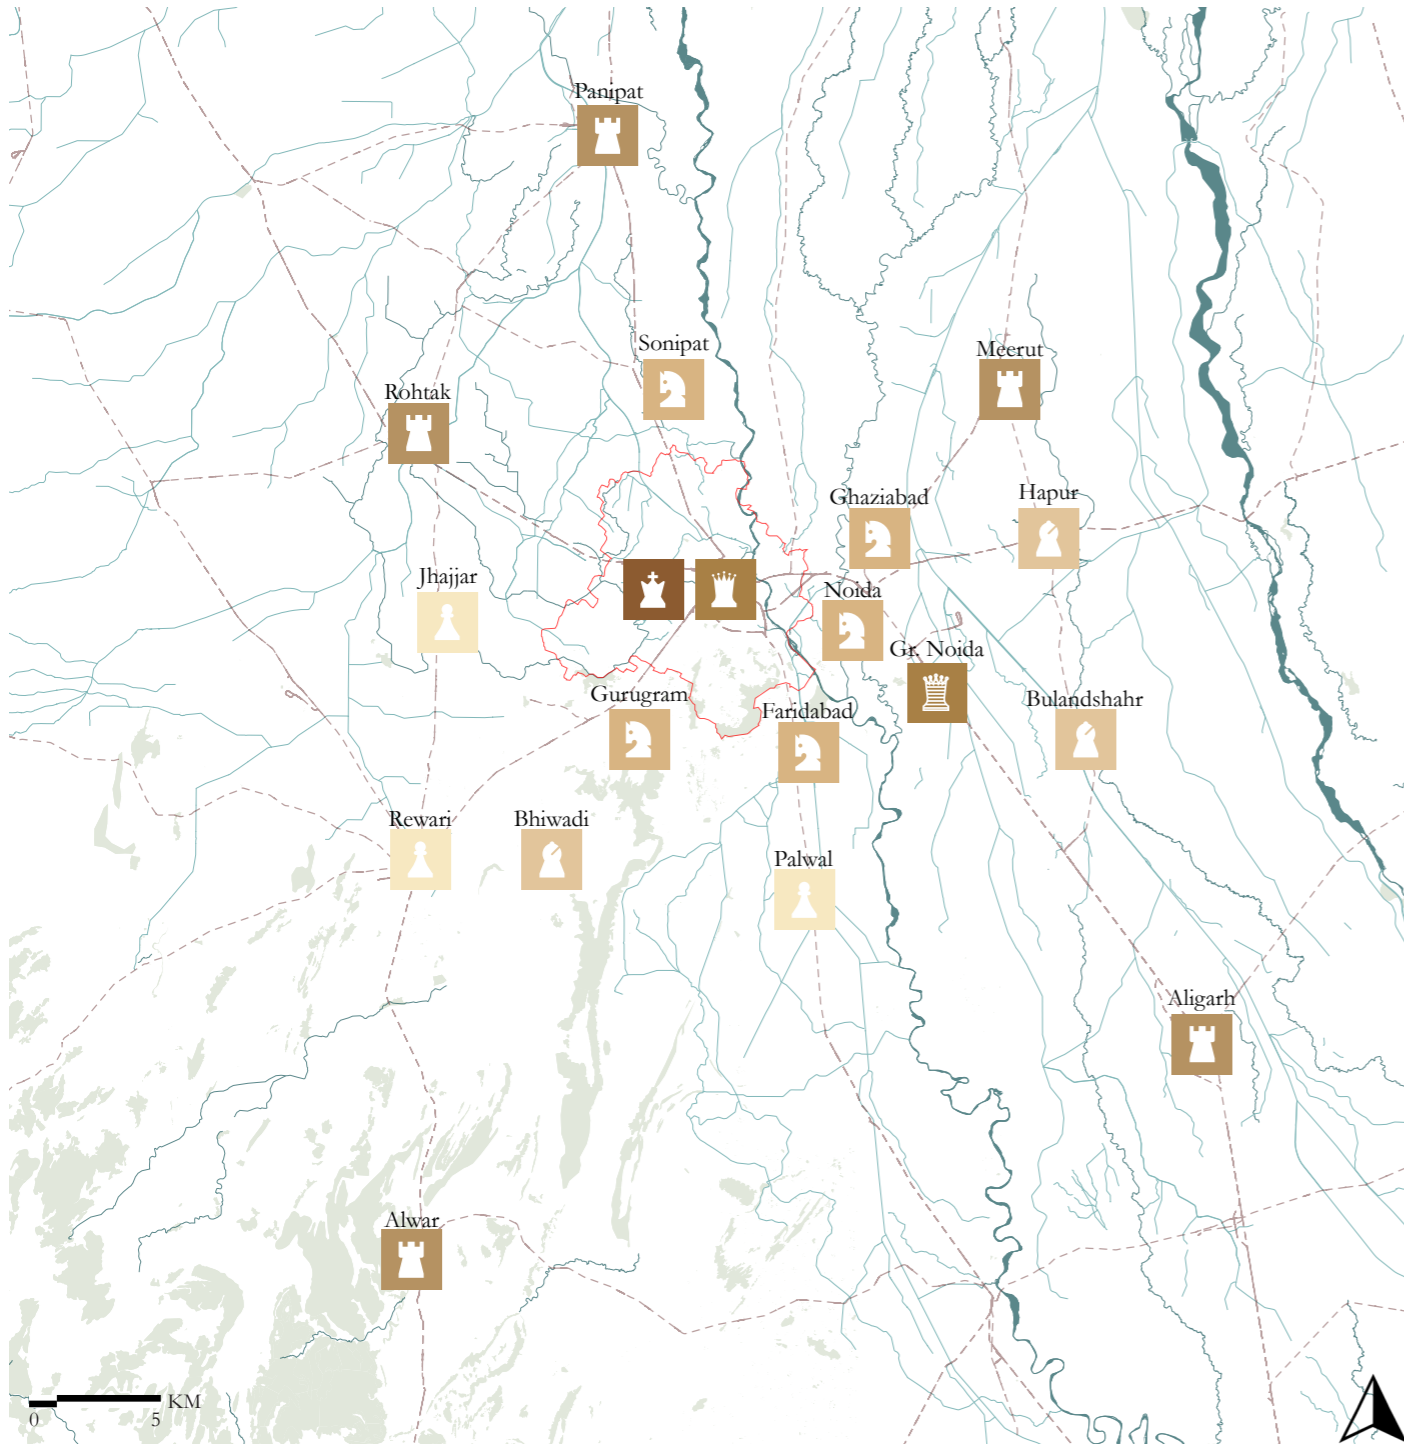 Panipat
Sonipat
Meerut
Rohtak
Ghaziabad
Hapur
Jhajjar
Noida
Gr. Noida
Gurugram
Faridabad
Bulandshahr
Rewari
Bhiwadi
Palwal
Aligarh
Alwar
KM
0 5